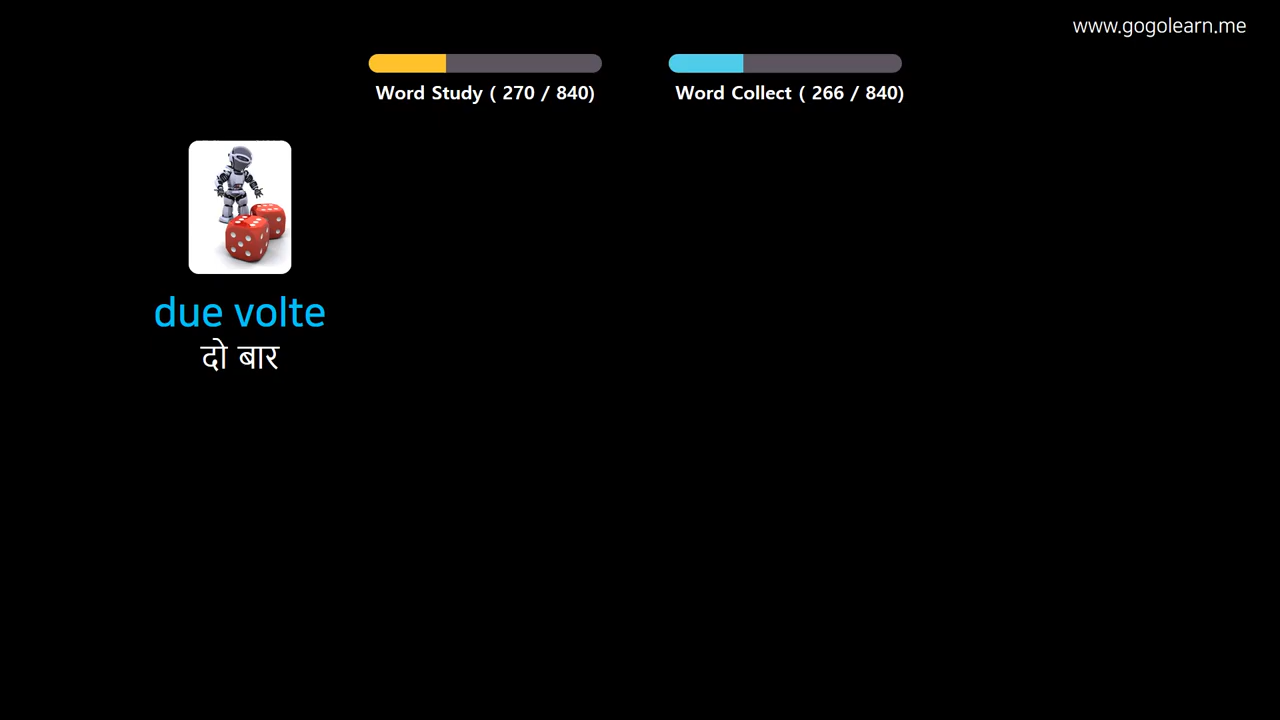 www.gogolearn.me
Word Study ( 270 / 840)
Word Collect ( 266 / 840)
due volte
दो बार